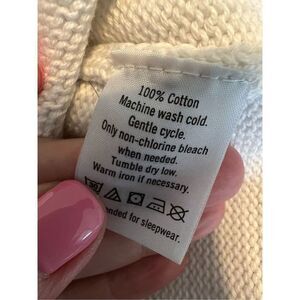 100% Cotton
Machine wash cold.
Gentle cycle.
Only non-chlorine bleach
when needed.
Tumble dry low.
Warm iron if necessary.
for sleepwear.